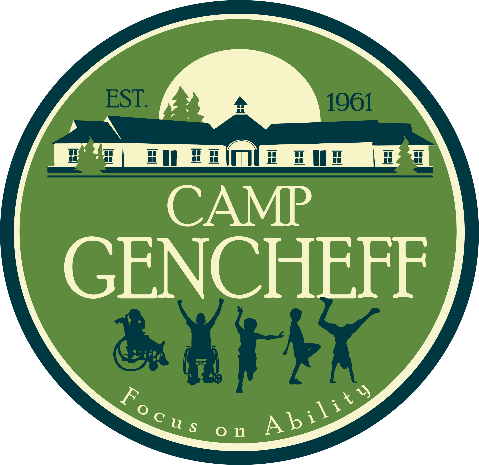 EST. 1961
CAMP
GENCHEFF
Focus on Ability